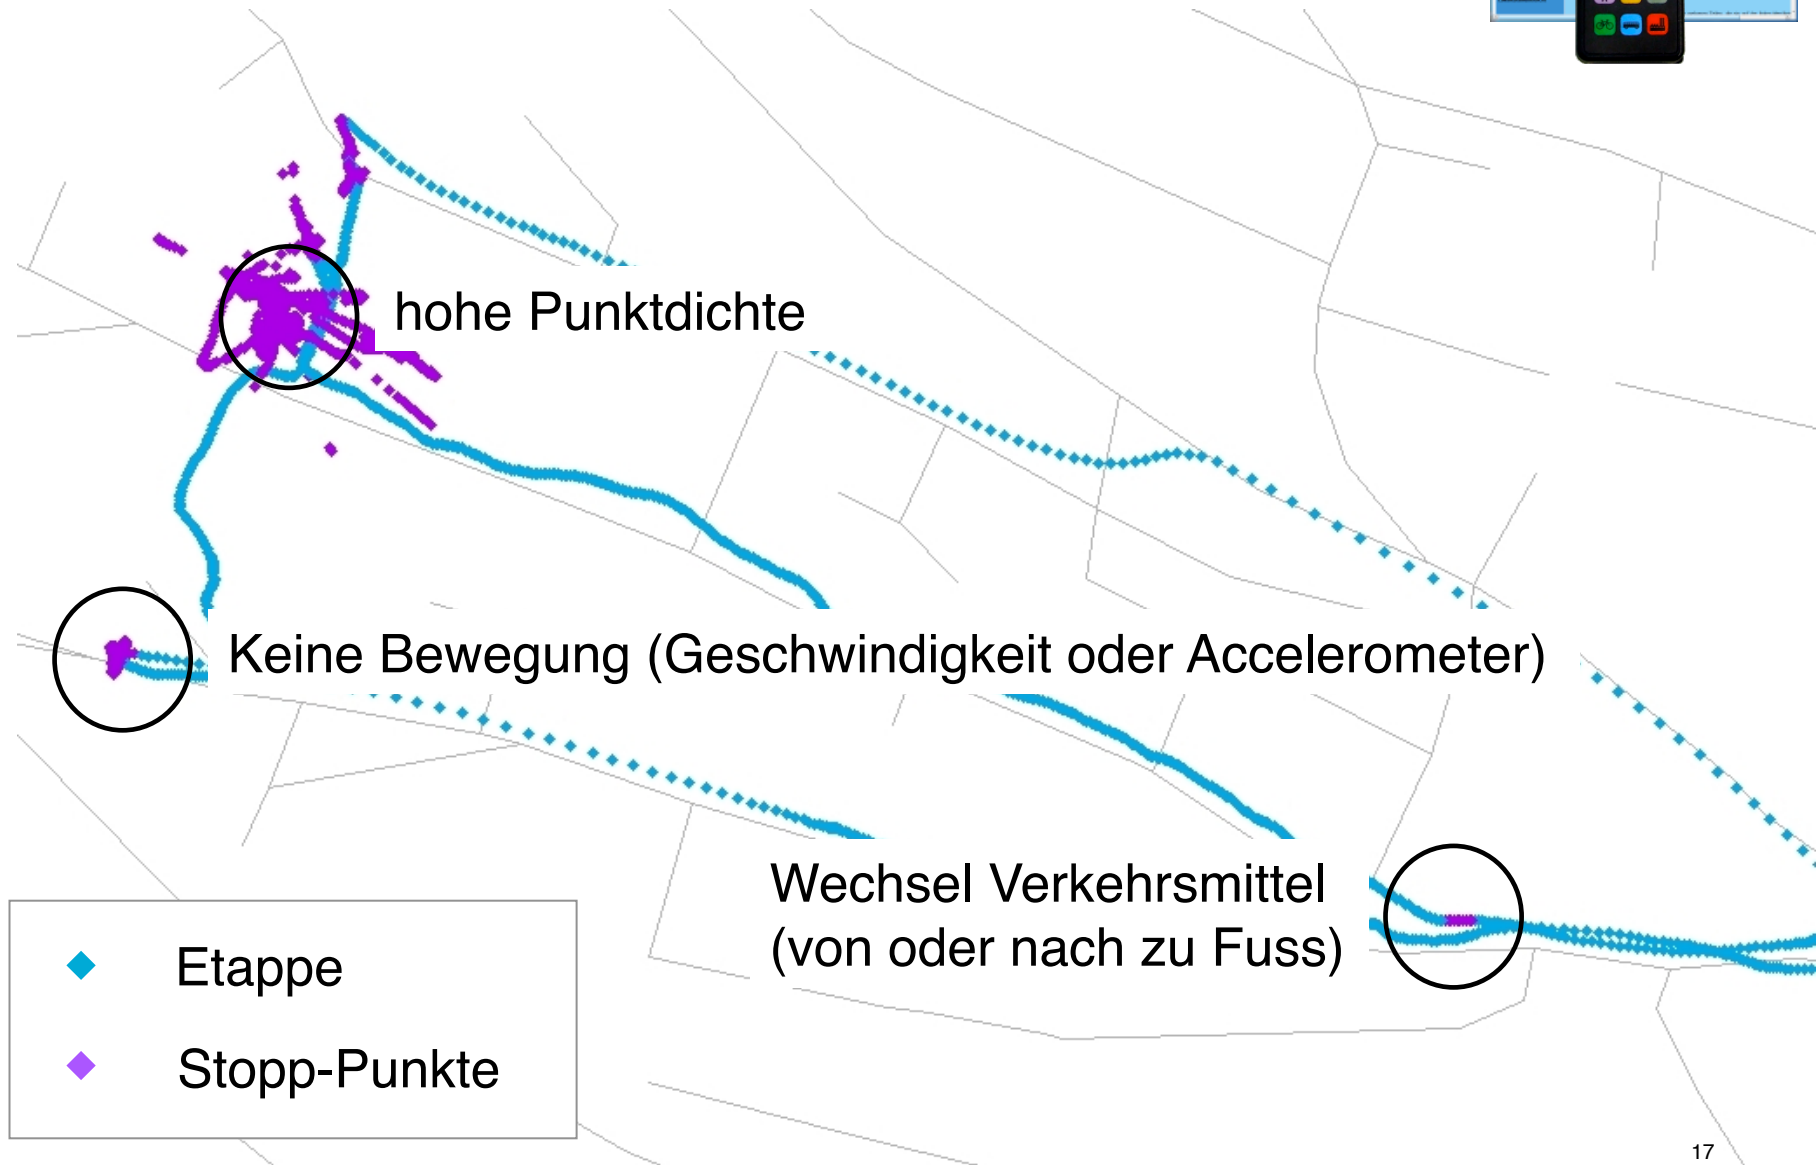 hohe Punktdichte
Keine Bewegung (Geschwindigkeit oder Accelerometer)
Wechsel Verkehrsmittel
(von oder nach zu Fuss)
Etappe
Stopp-Punkte
17